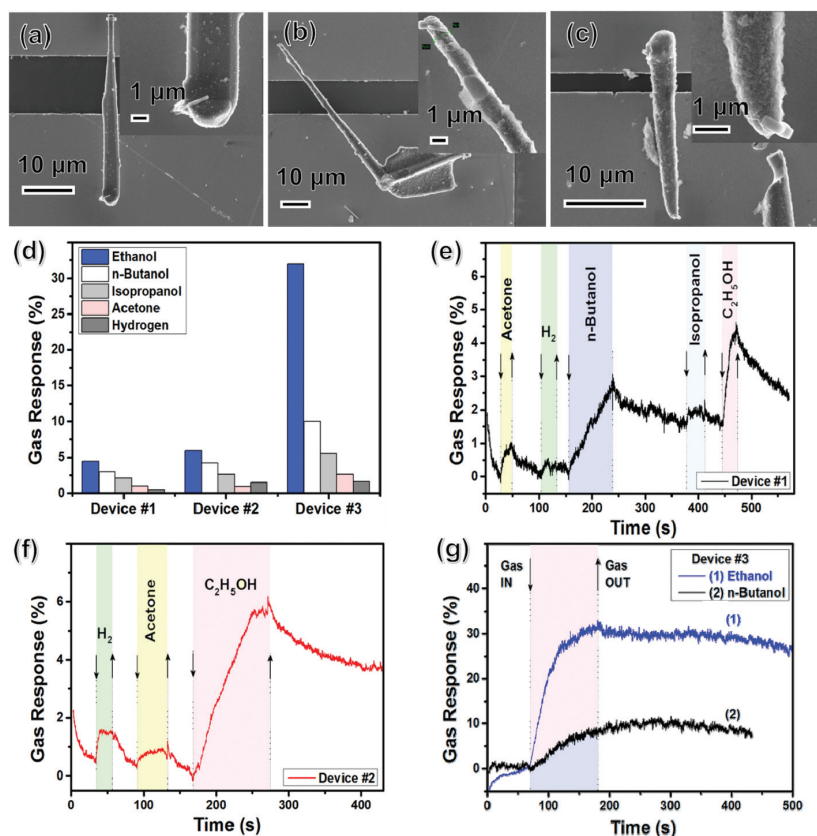 (a)
1 μm
10 μm
(b)
1 μm
10 μm
(c)
1 μm
10 μm
(d)
Gas Response (%)
30
25
20
15
10
5
0
Ethanol
n-Butanol
Isopropanol
Acetone
Hydrogen
Device #1 Device #2 Device #3
(e)
Gas Response (%)
6
5
4
3
2
1
0
Acetone
H2
n-Butanol
Isopropanol
C2H5OH
Device #1
0 100 200 300 400 500
Time (s)
(f)
Gas Response (%)
6
4
2
0
H2
Acetone
C2H5OH
Device #2
0 100 200 300 400
Time (s)
(g)
Gas Response (%)
50
40
30
20
10
0
Gas IN
Gas OUT
Device #3
(1) Ethanol
(2) n-Butanol
(1)
(2)
0 100 200 300 400 500
Time (s)